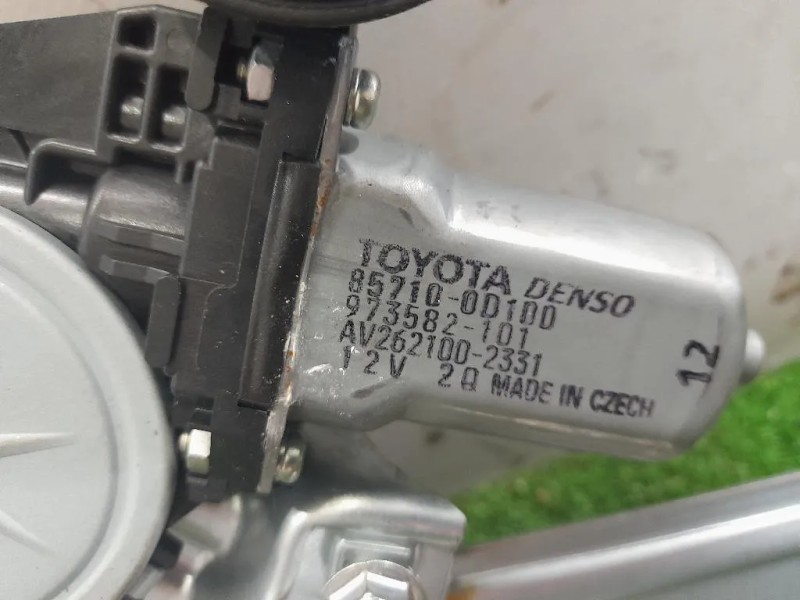 TOYOTA DENSO
85710-0D100
973582-101
AV262100-2331
12V 2Q MADE IN CZECH
12